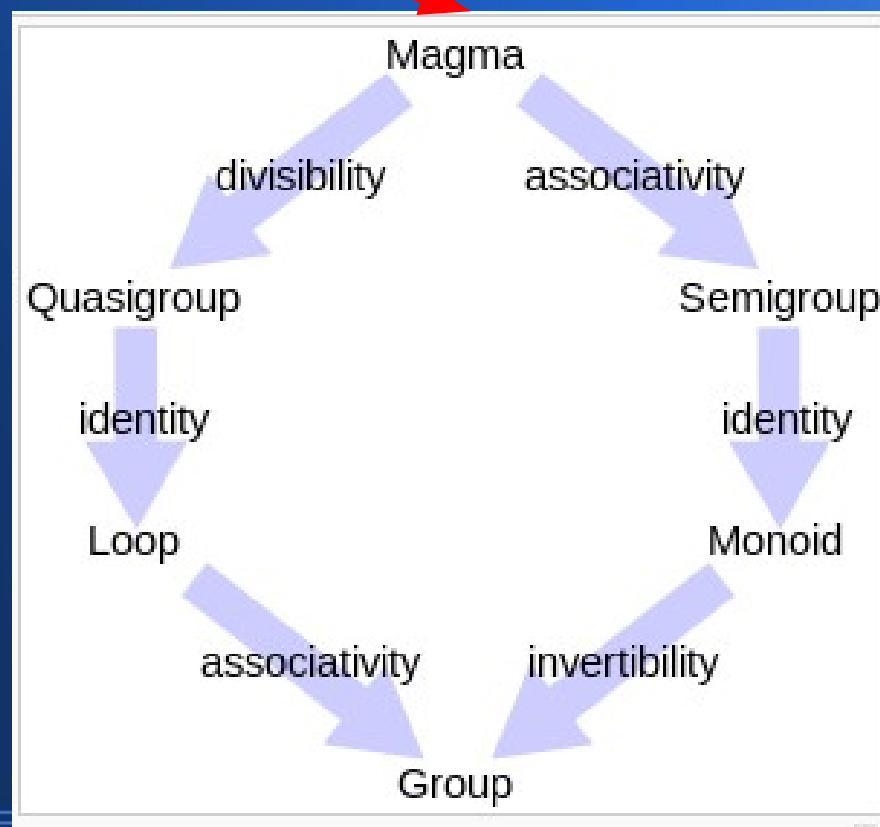 Magma
divisibility associativity
Quasigroup Semigroup
identity identity
Loop Monoid
associativity invertibility
Group